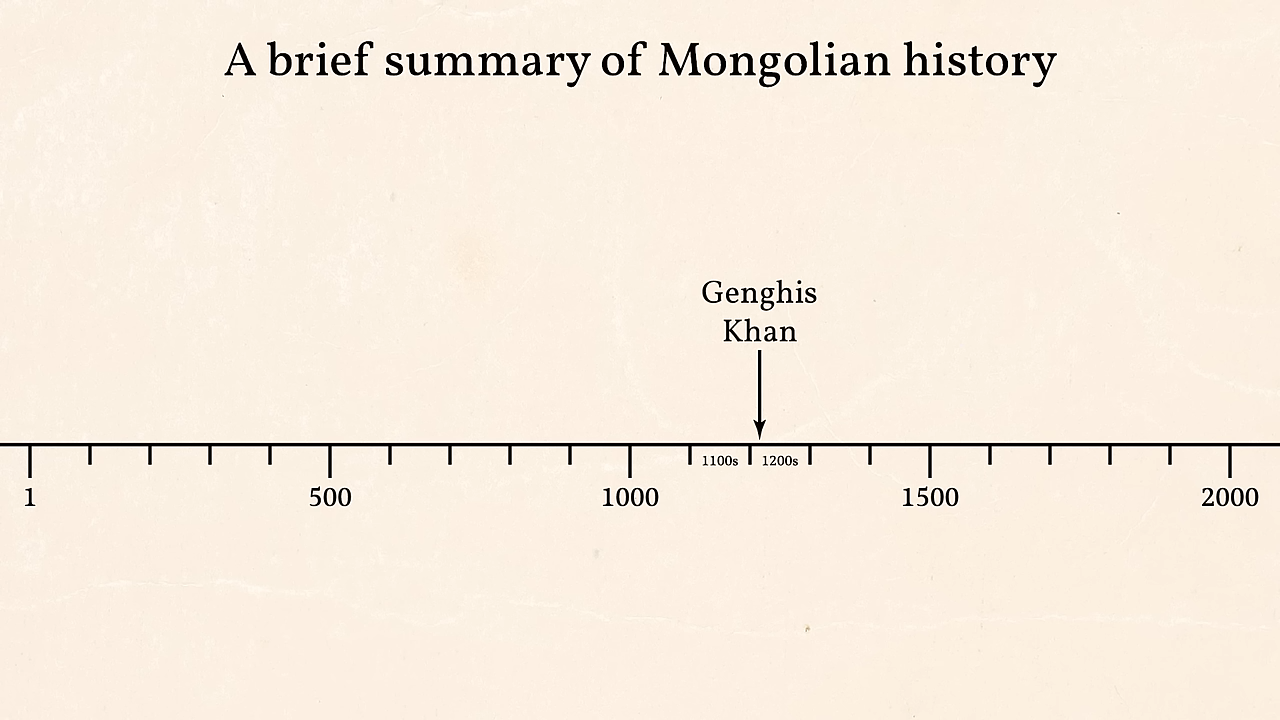 A brief summary of Mongolian history
Genghis
Khan
1100s 1200s
1 500 1000 1500 2000